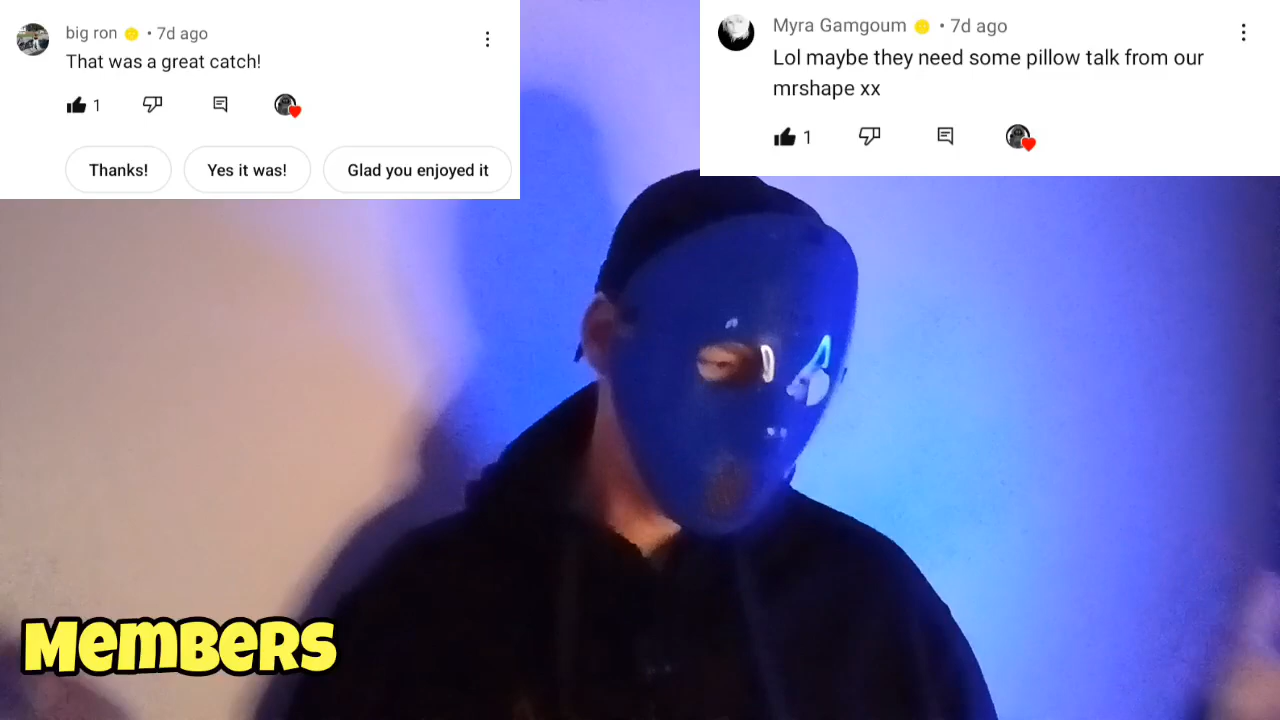 big ron • 7d ago
That was a great catch!
1
Thanks!
Yes it was!
Glad you enjoyed it
Myra Gamgoum • 7d ago
Lol maybe they need some pillow talk from our
mrshape xx
1
MEMBERS